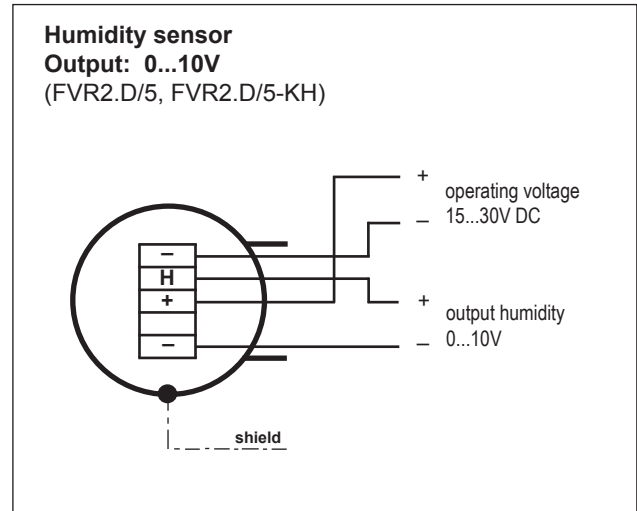 Humidity sensor
Output: 0...10V
(FVR2.D/5, FVR2.D/5-KH)
+
operating voltage
– 15...30V DC
–
H
+
–
+
output humidity
– 0...10V
shield